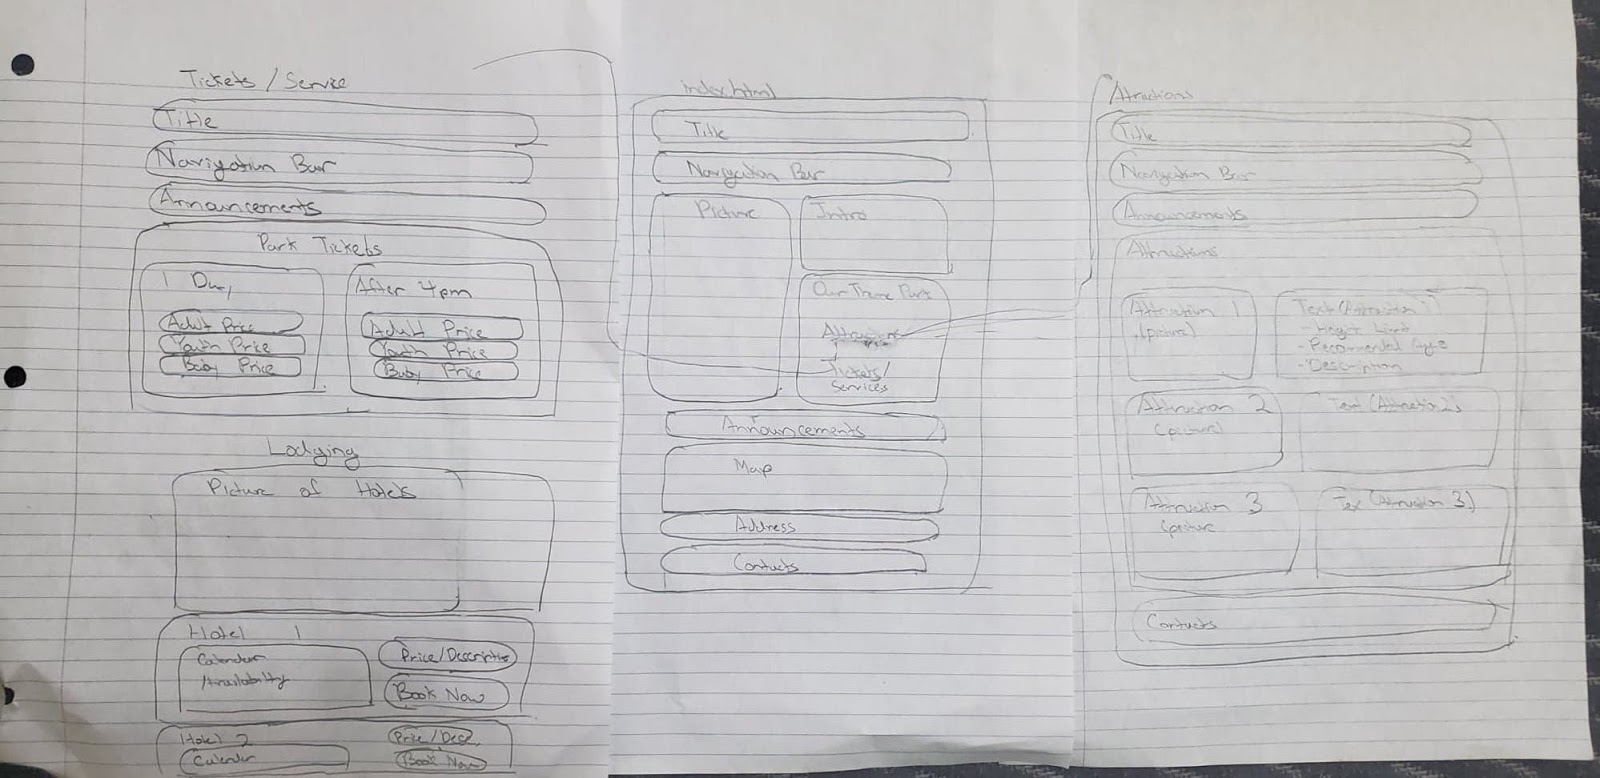 Tickets / Service
Title
Navigation Bar
Announcements
Park Tickets
1 Day
Adult Price
Youth Price
Baby Price
After 4pm
Adult Price
Youth Price
Baby Price
Lodging
Picture of Hotels
Hotel 1
Calendar
/Availability
Price/Description
Book Now
Hotel 2
Calendar
Price/Desc.
Book Now
index.html
Title
Navigation Bar
Picture
Intro
Our Theme Park
Attractions
Tickets/
Services
Announcements
Map
Address
Contacts
Atractions
Title
Navigation Bar
Announcements
Attractions
Attraction 1
(picture)
Text (Attraction 1)
- Height Limit
- Recommended Age
- Description
Attraction 2
(picture)
Text (Attraction 2)
Attraction 3
(picture
Tex (Attraction 3)
Contacts